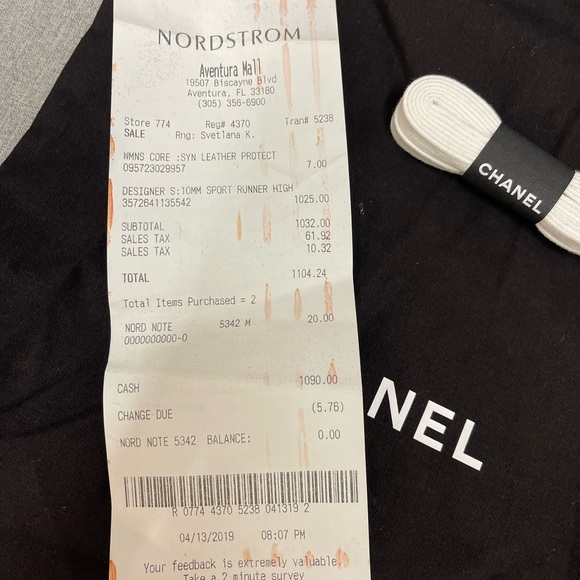 NORDSTROM
Aventura Mall
19507 Biscayne Blvd
Aventura, FL 33180
(305) 356-6900
Store 774 Reg# 4370 Tran# 5238
SALE Rng: Svetlana K.
WMNS CORE :SYN LEATHER PROTECT
095723029957 7.00
DESIGNER S:10MM SPORT RUNNER HIGH
3572641135542 1025.00
SUBTOTAL 1032.00
SALES TAX 61.92
SALES TAX 10.32
TOTAL 1104.24
Total Items Purchased = 2
NORD NOTE 5342 M 20.00
0000000000-0
CASH 1090.00
CHANGE DUE (5.76)
NORD NOTE 5342 BALANCE: 0.00
R 0774 4370 5238 041319 2
04/13/2019 08:07 PM
Your feedback is extremely valuable.
Take a 2 minute survey
CHANEL
NEL